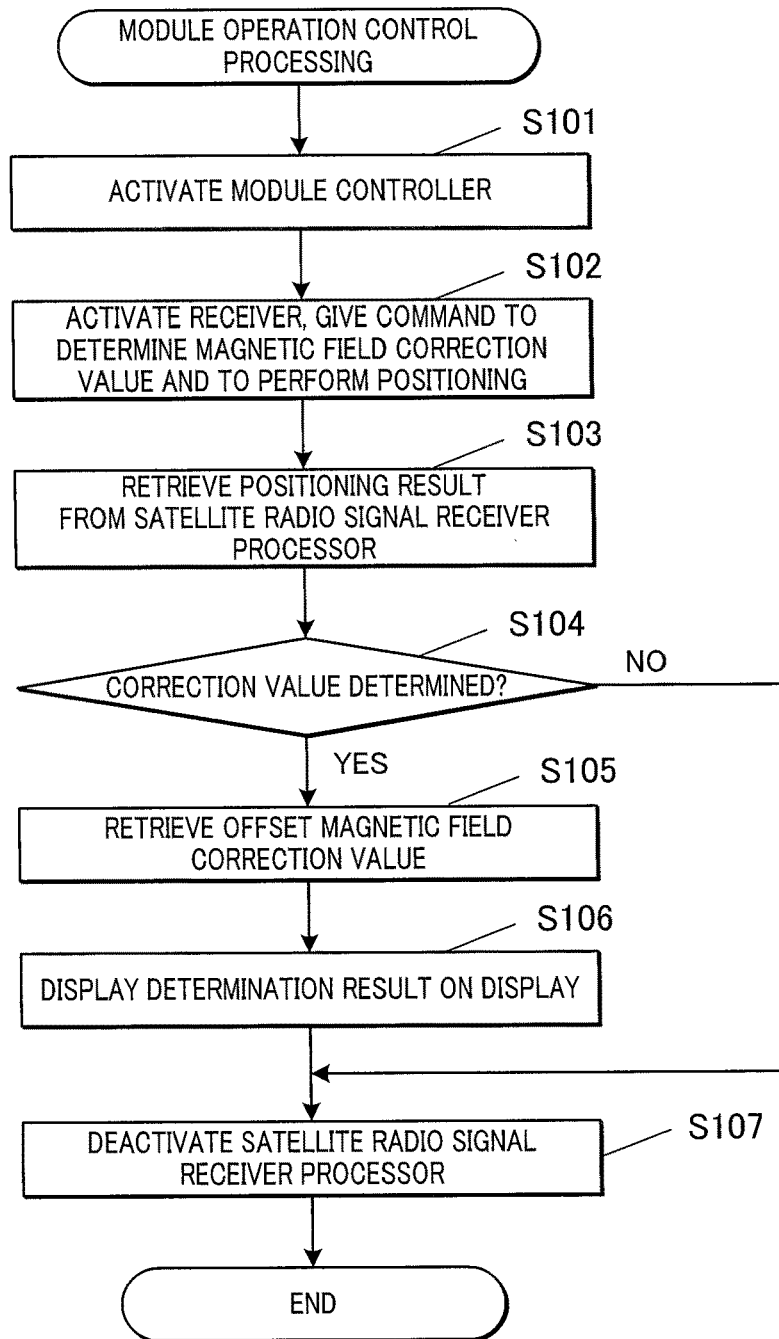 MODULE OPERATION CONTROL
PROCESSING
S101
ACTIVATE MODULE CONTROLLER
S102
ACTIVATE RECEIVER, GIVE COMMAND TO
DETERMINE MAGNETIC FIELD CORRECTION
VALUE AND TO PERFORM POSITIONING
S103
RETRIEVE POSITIONING RESULT
FROM SATELLITE RADIO SIGNAL RECEIVER
PROCESSOR
S104
CORRECTION VALUE DETERMINED?
NO
YES
S105
RETRIEVE OFFSET MAGNETIC FIELD
CORRECTION VALUE
S106
DISPLAY DETERMINATION RESULT ON DISPLAY
S107
DEACTIVATE SATELLITE RADIO SIGNAL
RECEIVER PROCESSOR
END